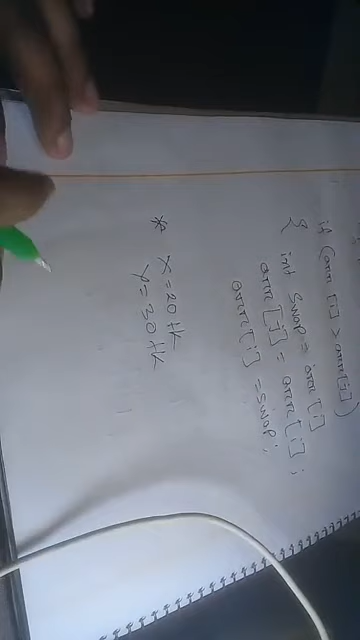 if (arr [i] > arr[j])
{ int swap = arr [j]
arr [j] = arr [i] ;
arr [i] = swap ;
* x = 20 tk
y = 30 tk